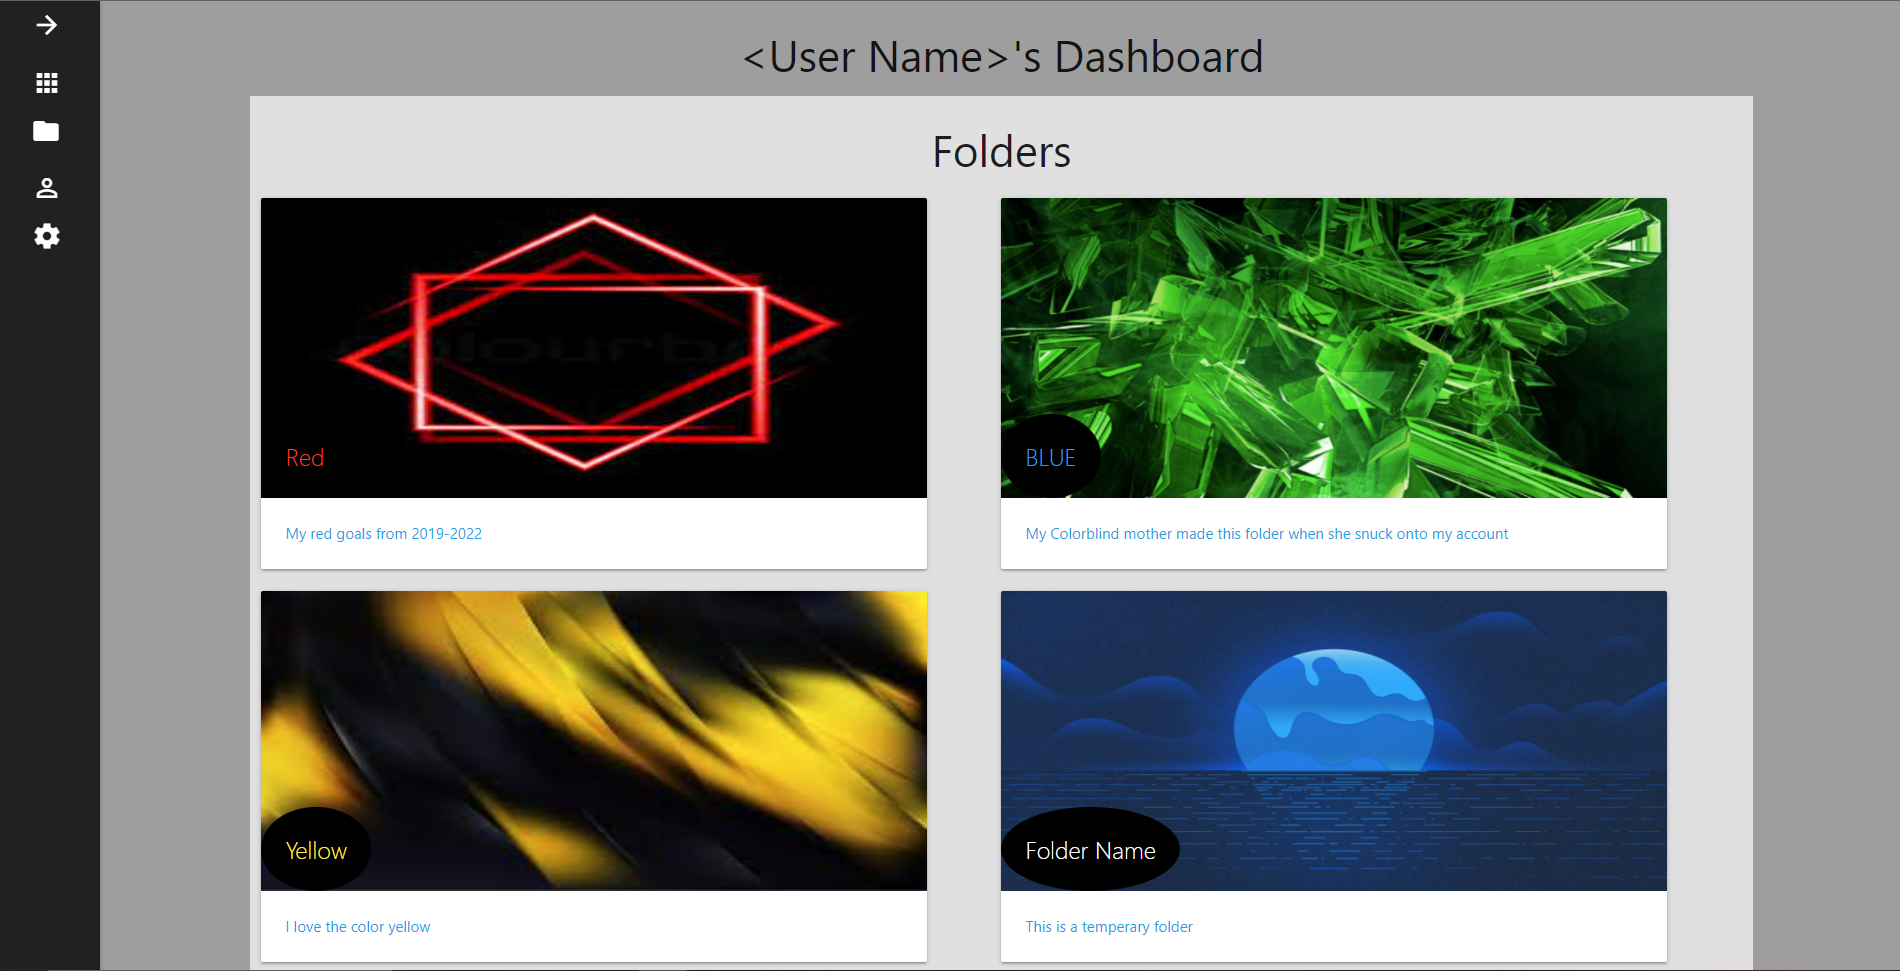 <User Name>'s Dashboard
Folders
Red
My red goals from 2019-2022
BLUE
My Colorblind mother made this folder when she snuck onto my account
Yellow
I love the color yellow
Folder Name
This is a temperary folder